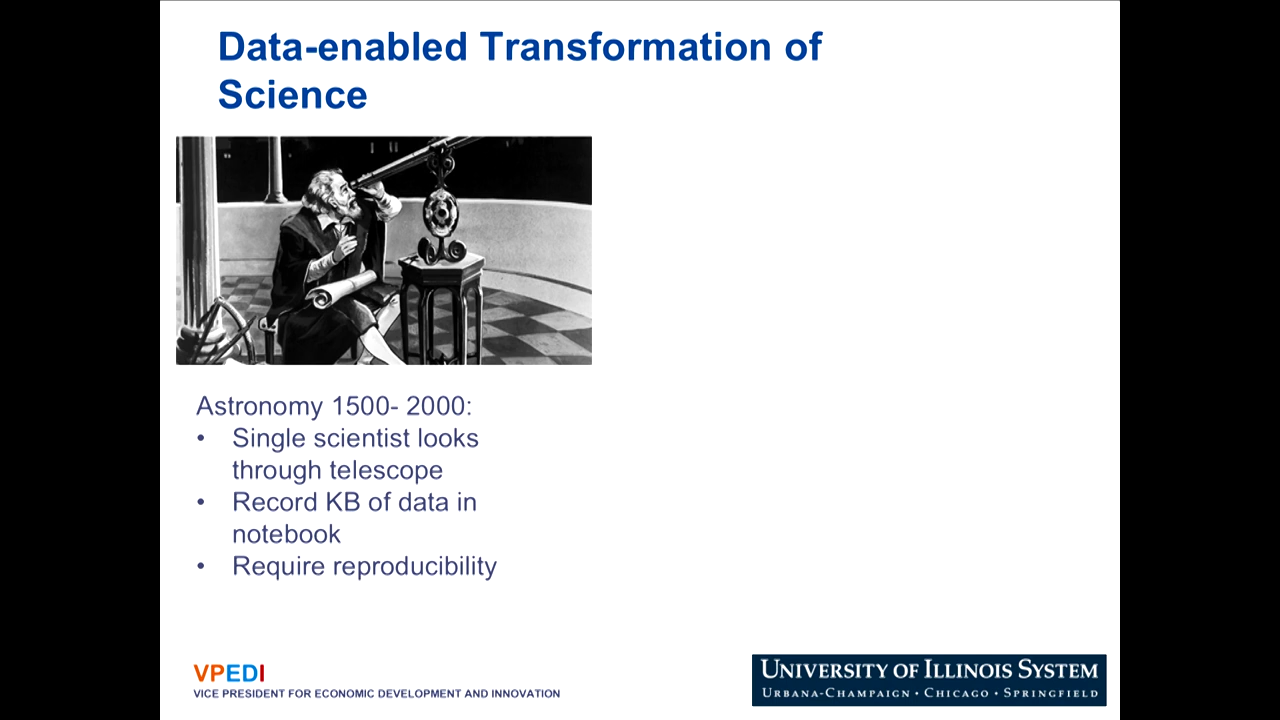 Data-enabled Transformation of
Science
Astronomy 1500- 2000:
• Single scientist looks
through telescope
• Record KB of data in
notebook
• Require reproducibility
VPEDI
VICE PRESIDENT FOR ECONOMIC DEVELOPMENT AND INNOVATION
UNIVERSITY OF ILLINOIS SYSTEM
URBANA-CHAMPAIGN • CHICAGO • SPRINGFIELD